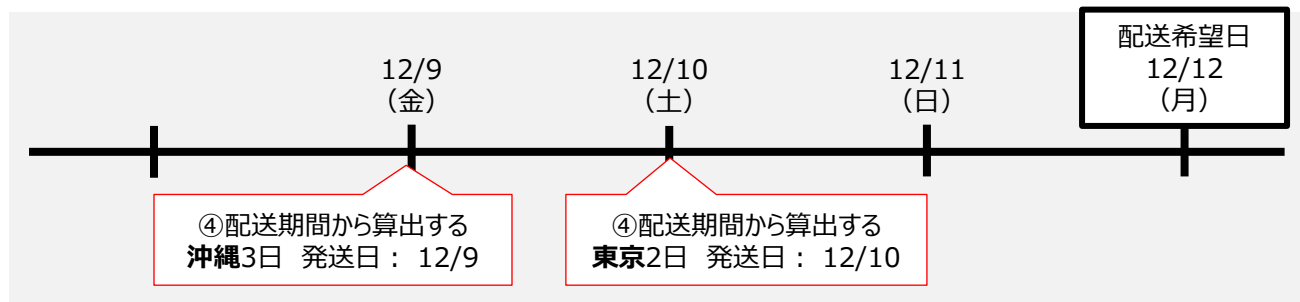 配送希望日
12/12
（月）
12/9
（金）
12/10
（土）
12/11
（日）
④配送期間から算出する
沖縄3日 発送日： 12/9
④配送期間から算出する
東京2日 発送日： 12/10